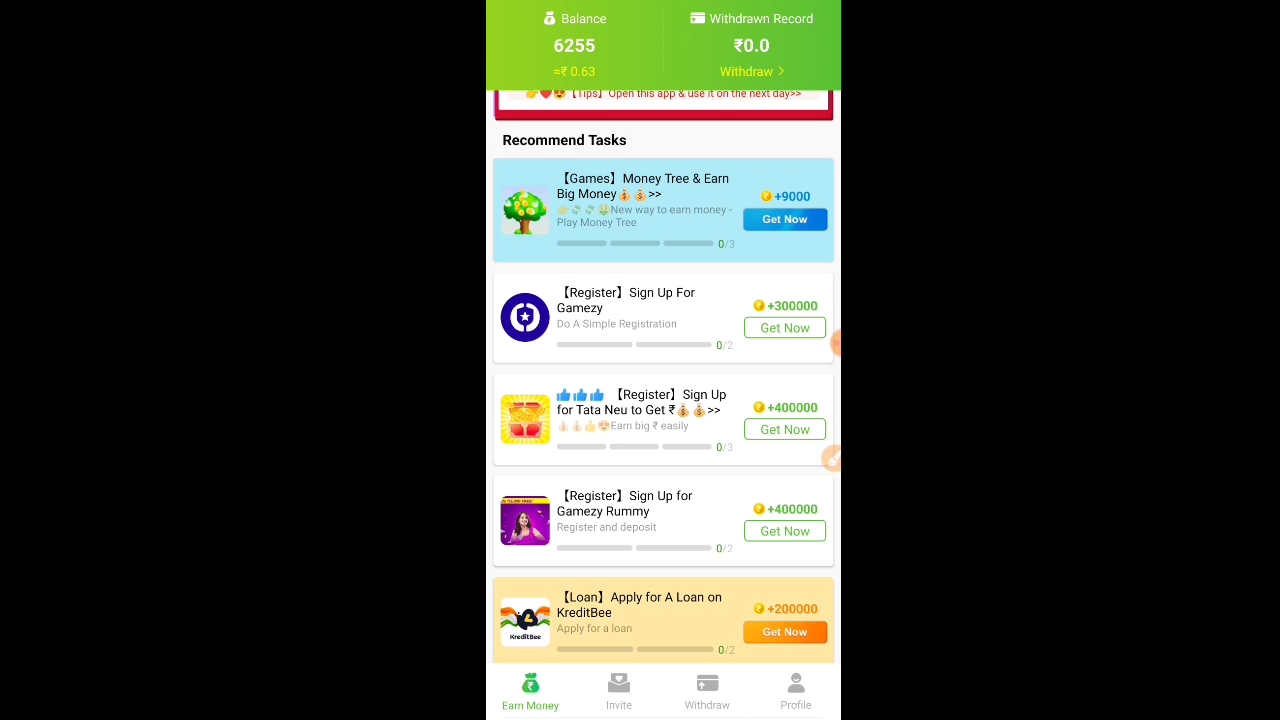 Balance
6255
≈₹ 0.63
Withdrawn Record
₹0.0
Withdraw >
👉❤️😍【Tips】Open this app & use it on the next day>>
Recommend Tasks
【Games】Money Tree & Earn
Big Money💰💰>>
👉💸💸🤑New way to earn money -
Play Money Tree
0/3
+9000
Get Now
【Register】Sign Up For
Gamezy
Do A Simple Registration
0/2
+300000
Get Now
👍👍👍 【Register】Sign Up
for Tata Neu to Get ₹💰💰>>
💰💰👍😍Earn big ₹ easily
0/3
+400000
Get Now
【Register】Sign Up for
Gamezy Rummy
Register and deposit
0/2
+400000
Get Now
【Loan】Apply for A Loan on
KreditBee
Apply for a loan
KreditBee
0/2
+200000
Get Now
Earn Money
Invite
Withdraw
Profile